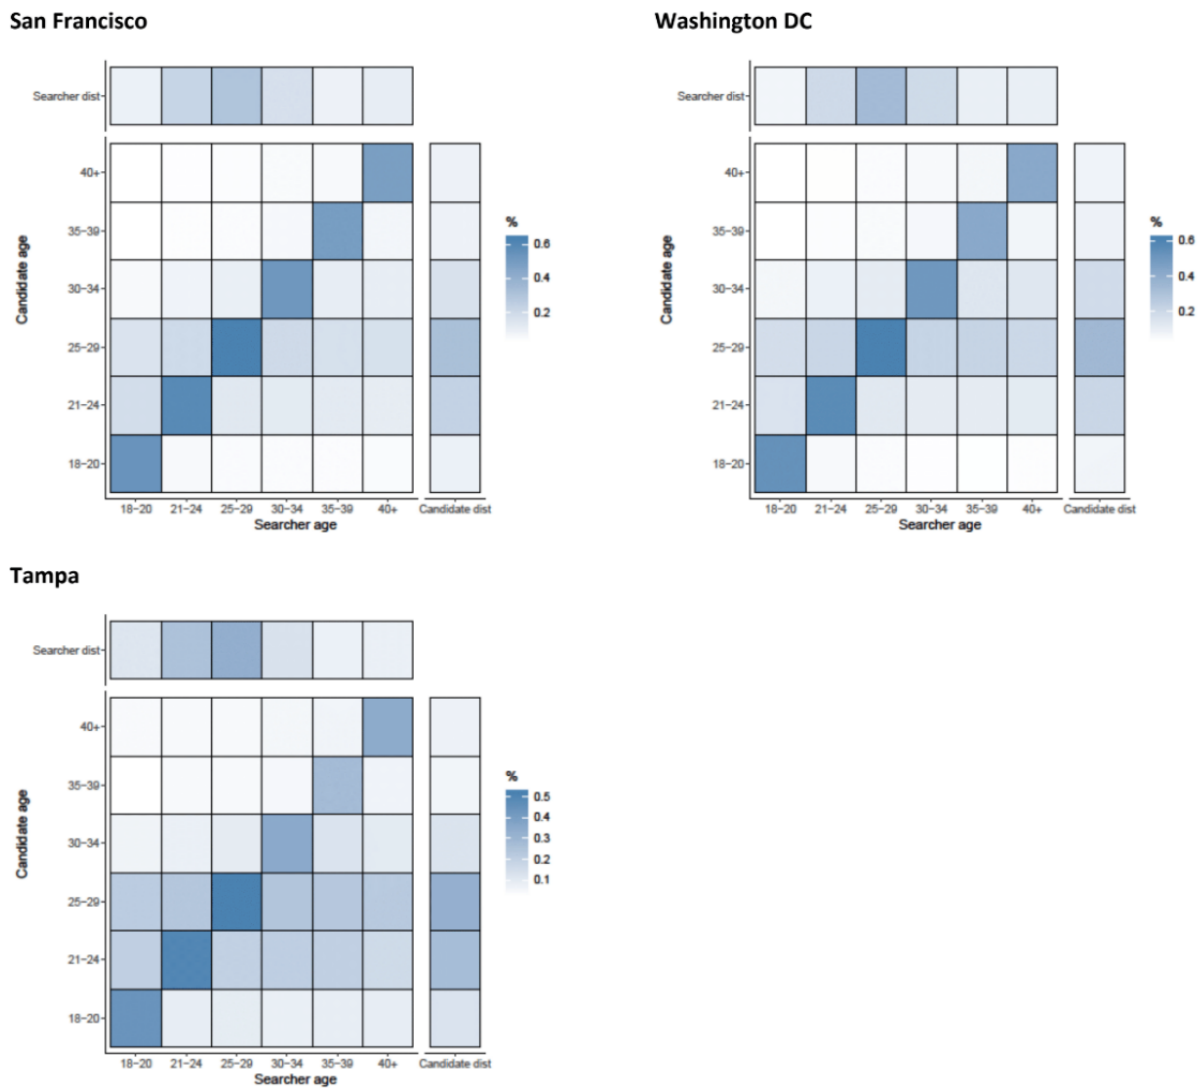 San Francisco
Searcher dist
40+
35-39
30-34
25-29
21-24
18-20
Candidate age
18-20 21-24 25-29 30-34 35-39 40+ Candidate dist
Searcher age
%
0.6
0.4
0.2
Washington DC
Searcher dist
40+
35-39
30-34
25-29
21-24
18-20
Candidate age
18-20 21-24 25-29 30-34 35-39 40+ Candidate dist
Searcher age
%
0.6
0.4
0.2
Tampa
Searcher dist
40+
35-39
30-34
25-29
21-24
18-20
Candidate age
18-20 21-24 25-29 30-34 35-39 40+ Candidate dist
Searcher age
%
0.5
0.4
0.3
0.2
0.1